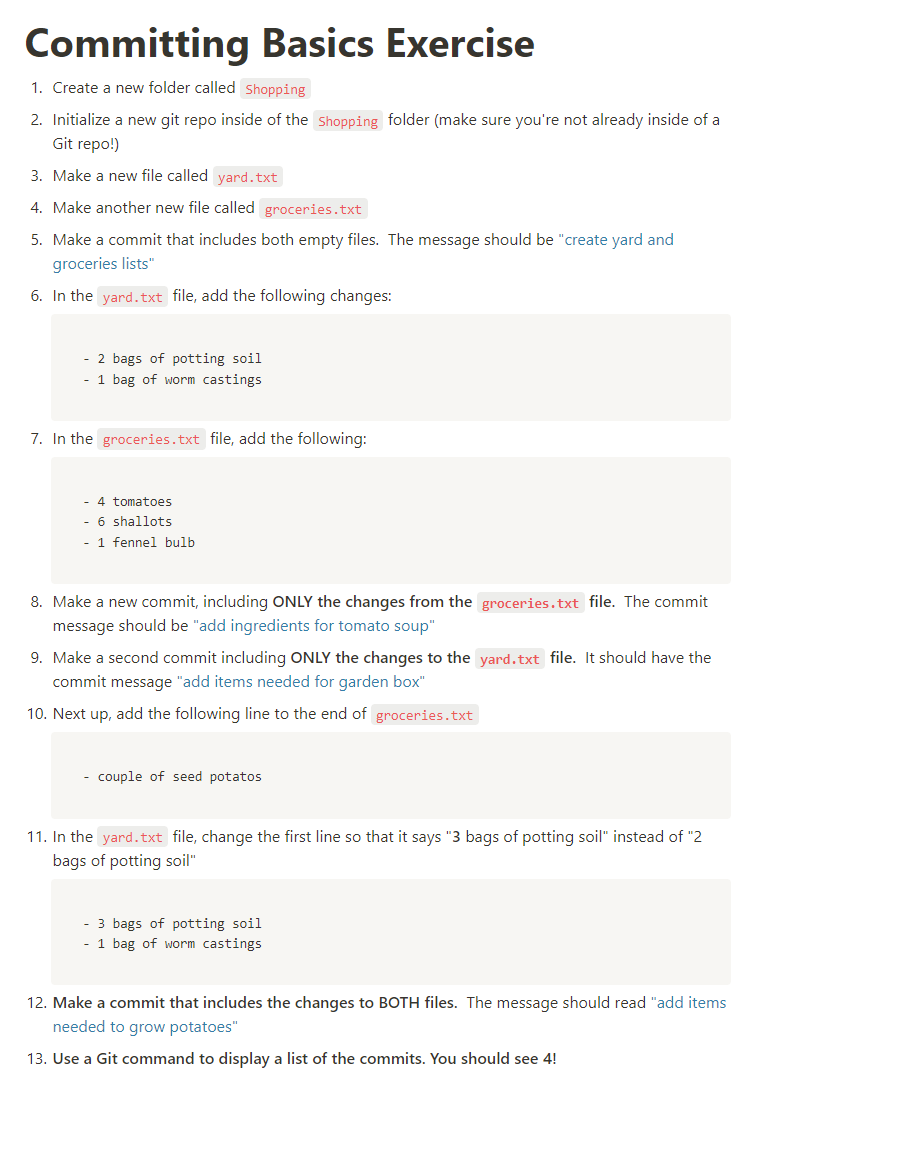 Committing Basics Exercise
1. Create a new folder called Shopping
2. Initialize a new git repo inside of the Shopping folder (make sure you're not already inside of a
Git repo!)
3. Make a new file called yard.txt
4. Make another new file called groceries.txt
5. Make a commit that includes both empty files.  The message should be "create yard and
groceries lists"
6. In the yard.txt file, add the following changes:
- 2 bags of potting soil
- 1 bag of worm castings
7. In the groceries.txt file, add the following:
- 4 tomatoes
- 6 shallots
- 1 fennel bulb
8. Make a new commit, including ONLY the changes from the groceries.txt file.  The commit
message should be "add ingredients for tomato soup"
9. Make a second commit including ONLY the changes to the yard.txt file.  It should have the
commit message "add items needed for garden box"
10. Next up, add the following line to the end of groceries.txt
- couple of seed potatos
11. In the yard.txt file, change the first line so that it says "3 bags of potting soil" instead of "2
bags of potting soil"
- 3 bags of potting soil
- 1 bag of worm castings
12. Make a commit that includes the changes to BOTH files.  The message should read "add items
needed to grow potatoes"
13. Use a Git command to display a list of the commits. You should see 4!